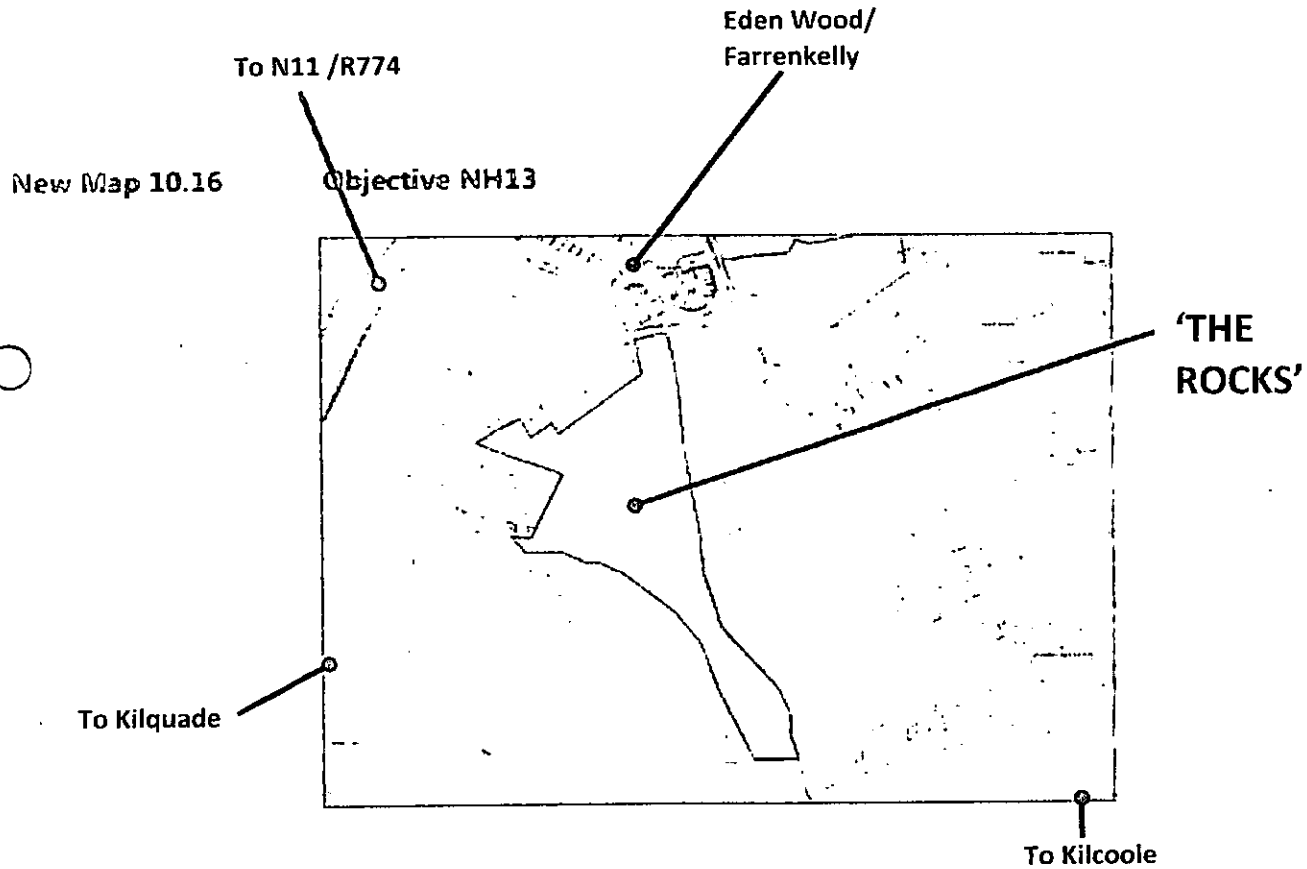 Eden Wood/
Farrenkelly
To N11 /R774
New Map 10.16 Objective NH13
'THE
ROCKS'
To Kilquade
To Kilcoole